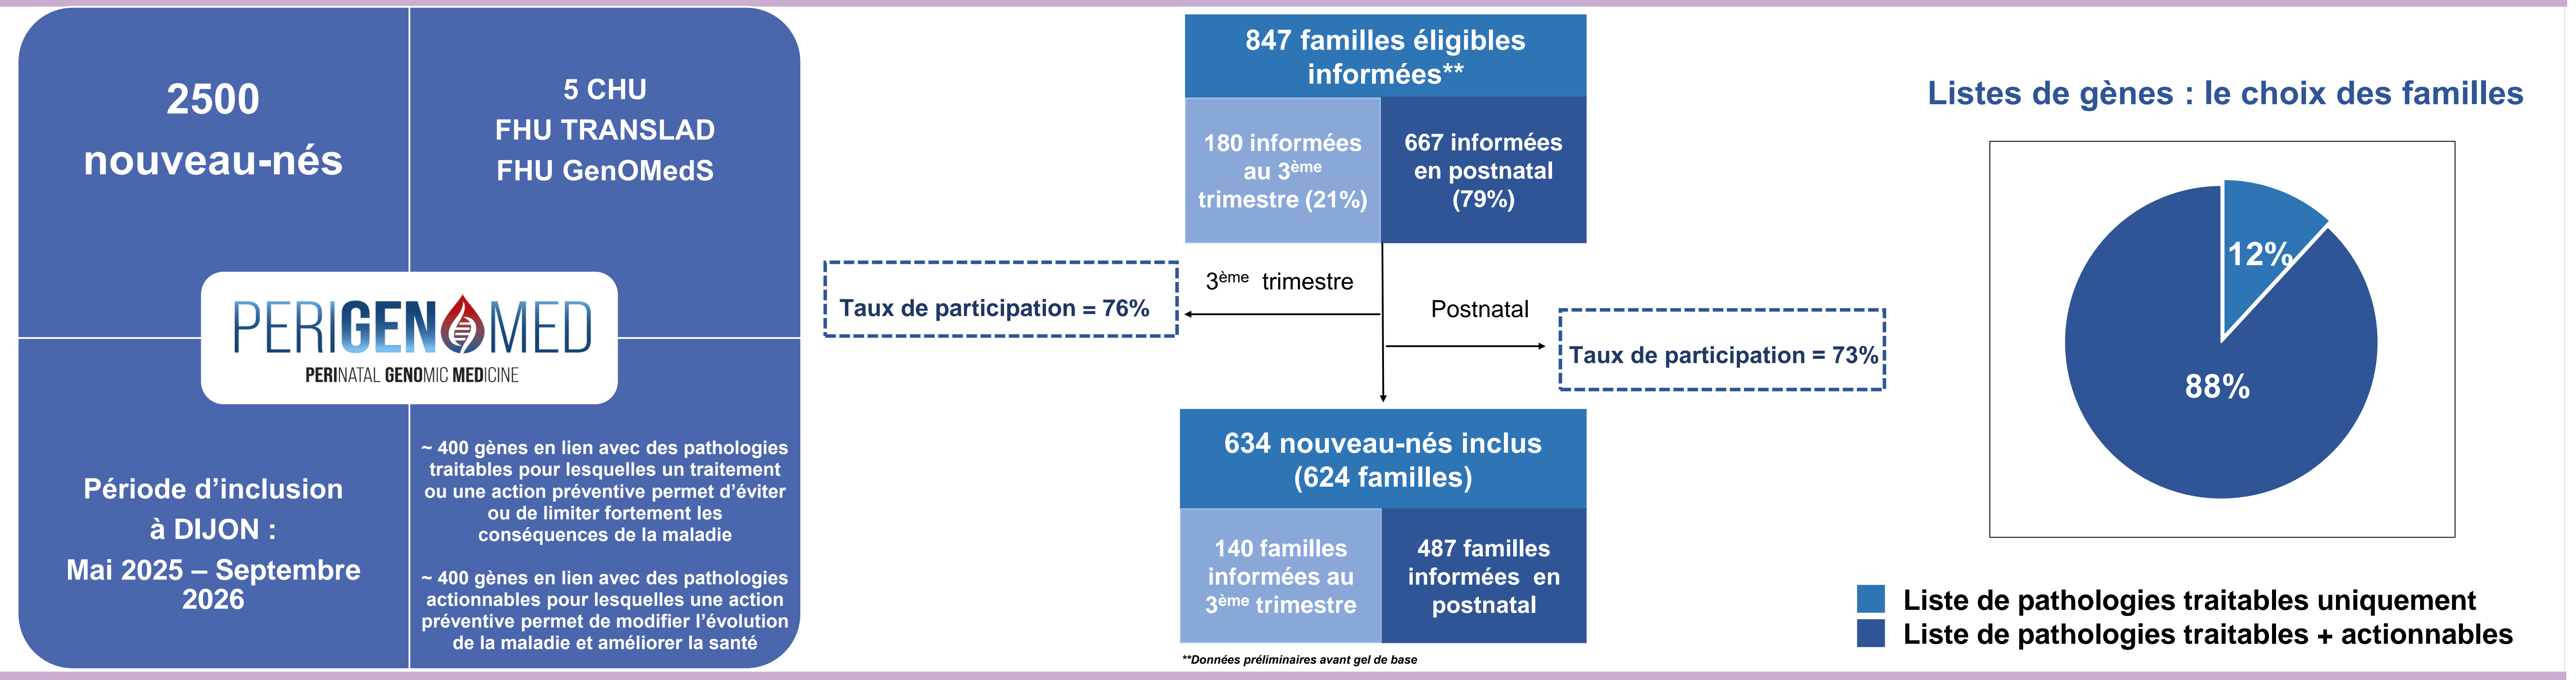 2500
nouveau-nés
5 CHU
FHU TRANSLAD
FHU GenOMedS
PERIGENOMED
PERINATAL GENOMIC MEDICINE
Période d’inclusion
à DIJON :
Mai 2025 – Septembre
2026
~ 400 gènes en lien avec des pathologies
traitables pour lesquelles un traitement
ou une action préventive permet d’éviter
ou de limiter fortement les
conséquences de la maladie
~ 400 gènes en lien avec des pathologies
actionnables pour lesquelles une action
préventive permet de modifier l’évolution
de la maladie et améliorer la santé
847 familles éligibles
informées**
180 informées
au 3ème
trimestre (21%)
667 informées
en postnatal
(79%)
3ème trimestre
Taux de participation = 76%
Postnatal
Taux de participation = 73%
634 nouveau-nés inclus
(624 familles)
140 familles
informées au
3ème trimestre
487 familles
informées en
postnatal
**Données préliminaires avant gel de base
Listes de gènes : le choix des familles
12%
88%
Liste de pathologies traitables uniquement
Liste de pathologies traitables + actionnables